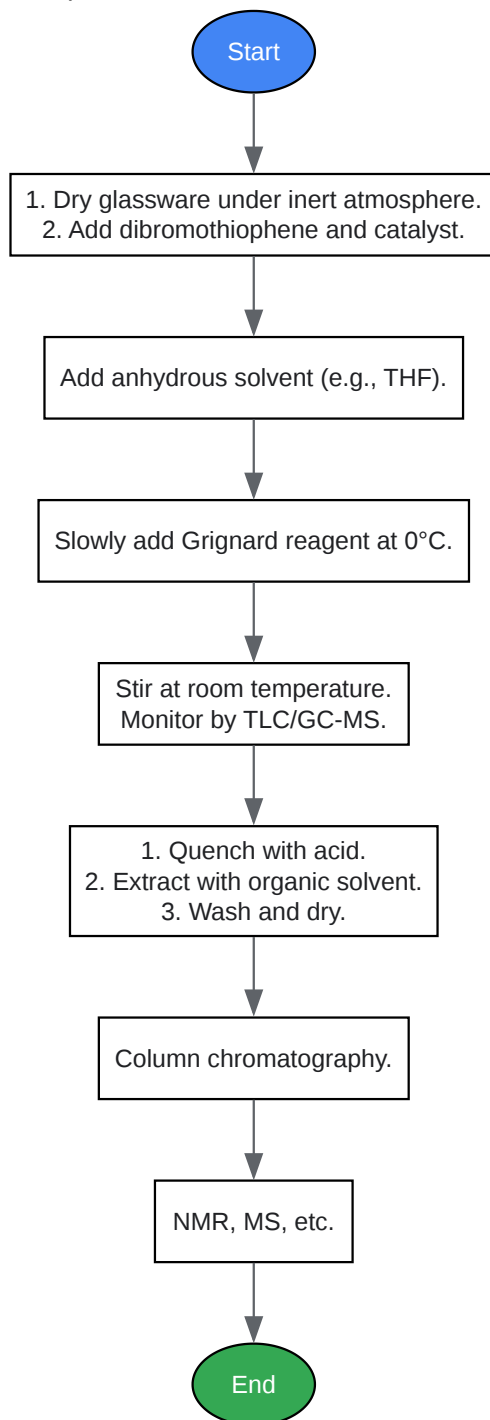 Start
1. Dry glassware under inert atmosphere.
2. Add dibromothiophene and catalyst.
Add anhydrous solvent (e.g., THF).
Slowly add Grignard reagent at 0°C.
Stir at room temperature.
Monitor by TLC/GC-MS.
1. Quench with acid.
2. Extract with organic solvent.
3. Wash and dry.
Column chromatography.
NMR, MS, etc.
End